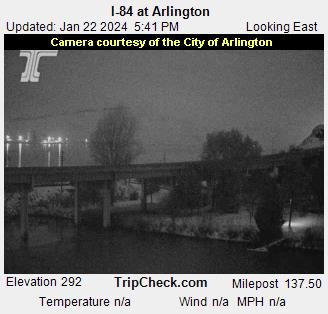 I-84 at Arlington
Updated: Jan 22 2024 5:41 PM Looking East
Camera courtesy of the City of Arlington
Elevation 292 TripCheck.com Milepost 137.50
Temperature n/a Wind n/a MPH n/a